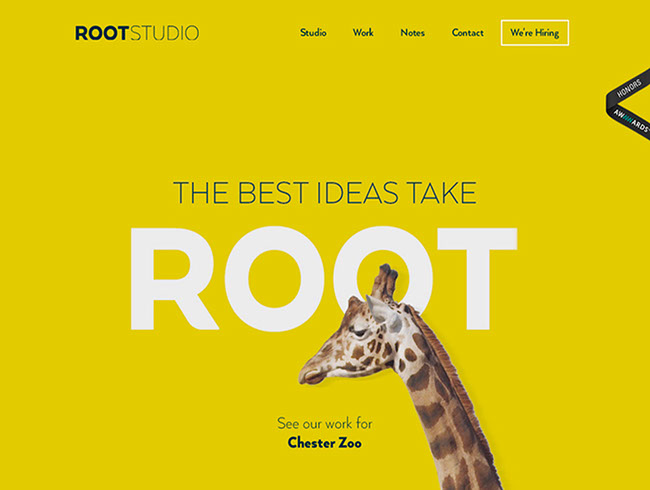 ROOTSTUDIO
Studio
Work
Notes
Contact
We're Hiring
HONORS
AWWWARDS
THE BEST IDEAS TAKE
ROOT
See our work for
Chester Zoo